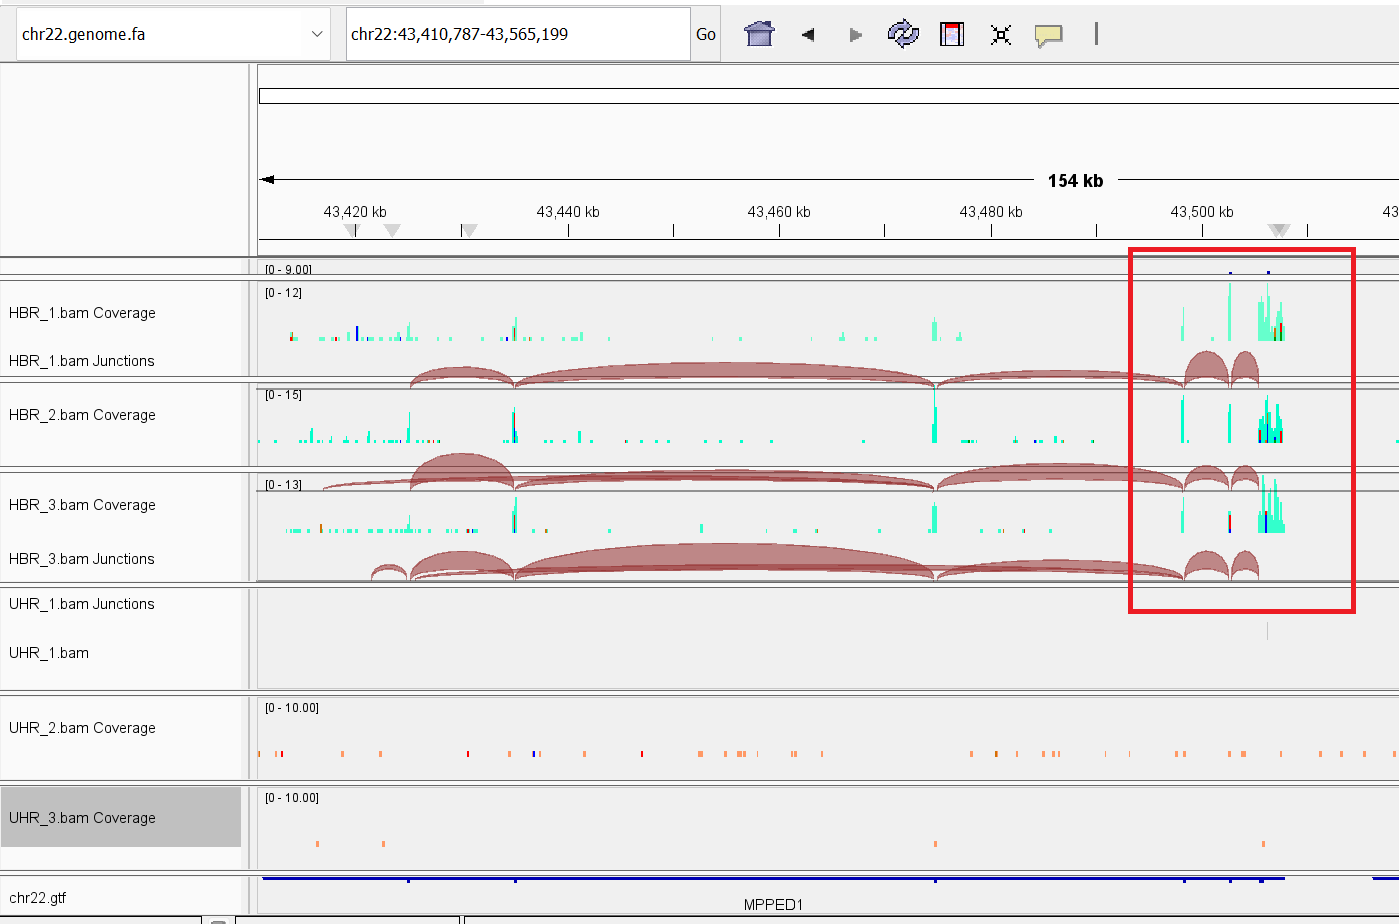 chr22.genome.fa
chr22:43,410,787-43,565,199
Go
154 kb
43,420 kb
43,440 kb
43,460 kb
43,480 kb
43,500 kb
43
[0 - 9.00]
[0 - 12]
HBR_1.bam Coverage
HBR_1.bam Junctions
[0 - 15]
HBR_2.bam Coverage
[0 - 13]
HBR_3.bam Coverage
HBR_3.bam Junctions
UHR_1.bam Junctions
UHR_1.bam
[0 - 10.00]
UHR_2.bam Coverage
[0 - 10.00]
UHR_3.bam Coverage
chr22.gtf
MPPED1